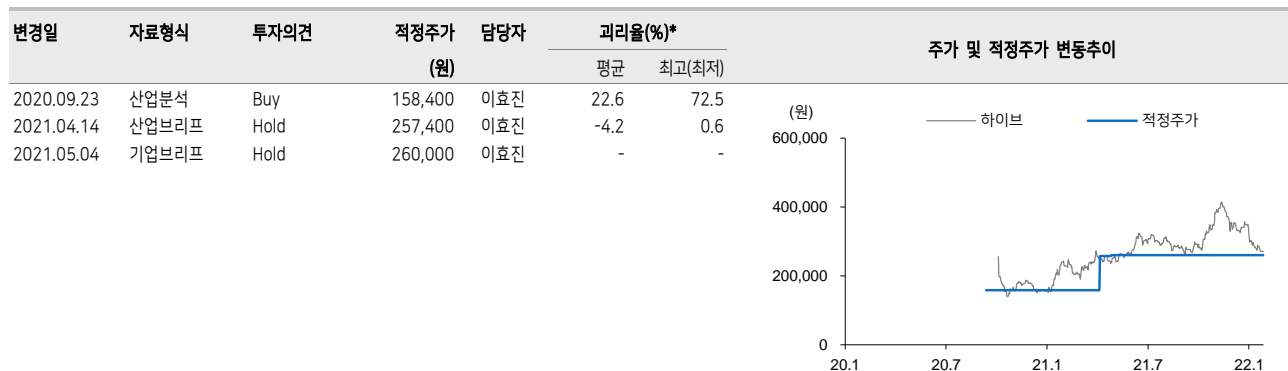 변경일 자료형식 투자의견 적정주가 담당자 괴리율(%)* 주가 및 적정주가 변동추이
(원) 평균 최고(최저)
2020.09.23 산업분석 Buy 158,400 이효진 22.6 72.5
2021.04.14 산업브리프 Hold 257,400 이효진 -4.2 0.6
2021.05.04 기업브리프 Hold 260,000 이효진 - -
(원)
하이브 적정주가
600,000
400,000
200,000
0
20.1 20.7 21.1 21.7 22.1